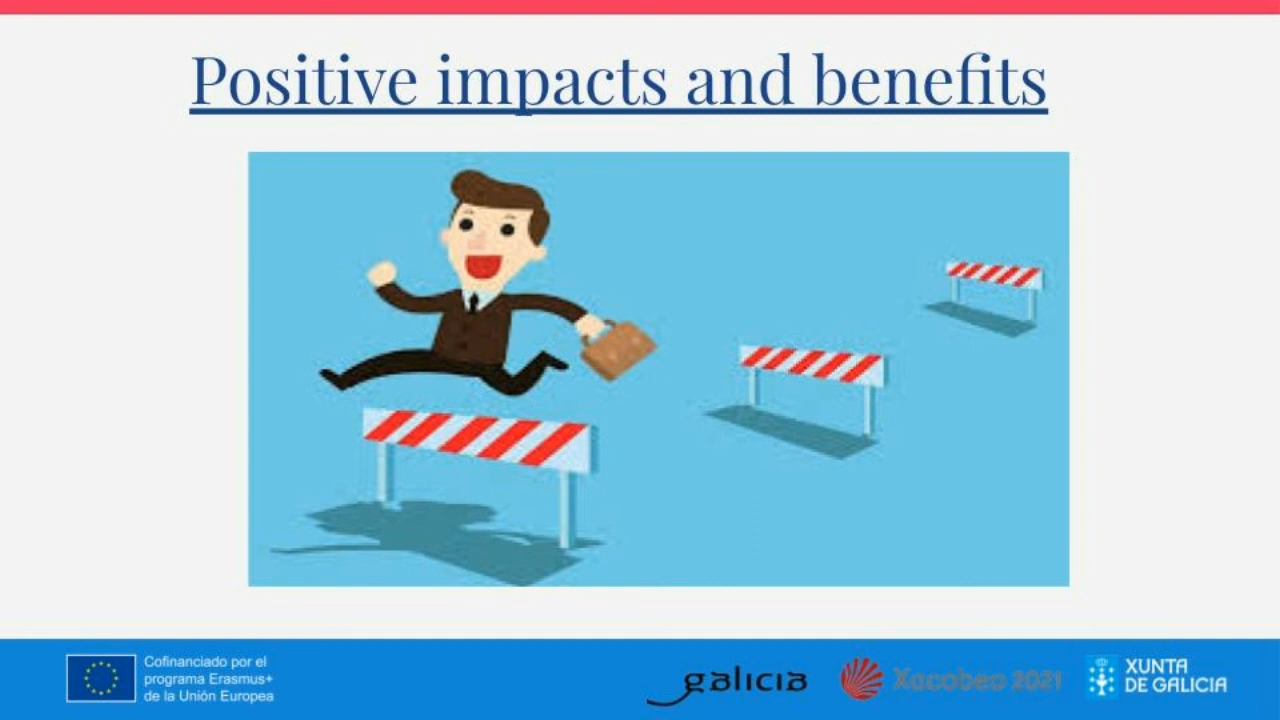 Positive impacts and benefits
Cofinanciado por el
programa Erasmus+
de la Unión Europea
galicia
Xacobeo 2021
XUNTA
DE GALICIA